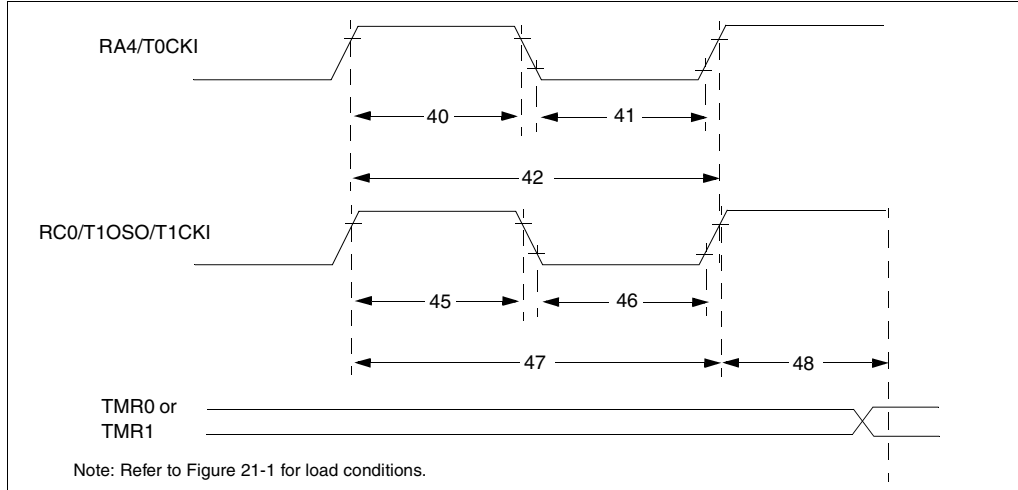 RA4/T0CKI
40
41
42
RC0/T1OSO/T1CKI
45
46
47
48
TMR0 or
TMR1
Note: Refer to Figure 21-1 for load conditions.